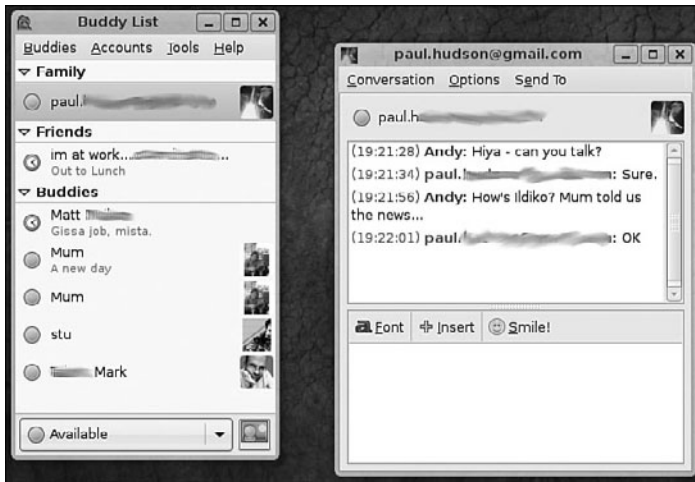 Buddy List
Buddies Accounts Tools Help
Family
paul.
Friends
im at work... ...
Out to Lunch
Buddies
Matt
Gissa job, mista.
Mum
A new day
Mum
stu
Mark
Available
paul.hudson@gmail.com
Conversation Options Send To
paul.h
(19:21:28) Andy: Hiya - can you talk?
(19:21:34) paul. : Sure.
(19:21:56) Andy: How's Ildiko? Mum told us
the news...
(19:22:01) paul. : OK
Font Insert Smile!